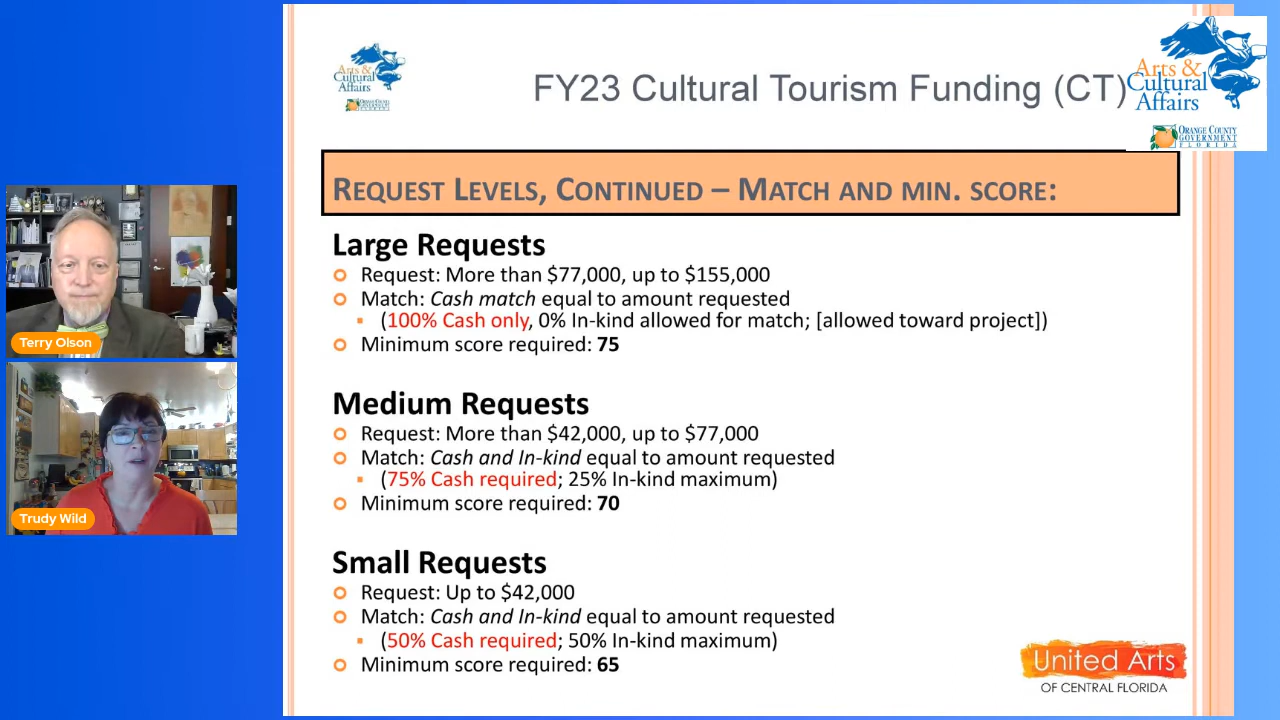 Arts &
Cultural
Affairs
FY23 Cultural Tourism Funding (CT)
Arts &
Cultural
Affairs
ORANGE COUNTY
GOVERNMENT
FLORIDA
REQUEST LEVELS, CONTINUED – MATCH AND MIN. SCORE:
Large Requests
Request: More than $77,000, up to $155,000
Match: Cash match equal to amount requested
(100% Cash only, 0% In-kind allowed for match; [allowed toward project])
Minimum score required: 75
Medium Requests
Request: More than $42,000, up to $77,000
Match: Cash and In-kind equal to amount requested
(75% Cash required; 25% In-kind maximum)
Minimum score required: 70
Small Requests
Request: Up to $42,000
Match: Cash and In-kind equal to amount requested
(50% Cash required; 50% In-kind maximum)
Minimum score required: 65
Terry Olson
Trudy Wild
United Arts
OF CENTRAL FLORIDA